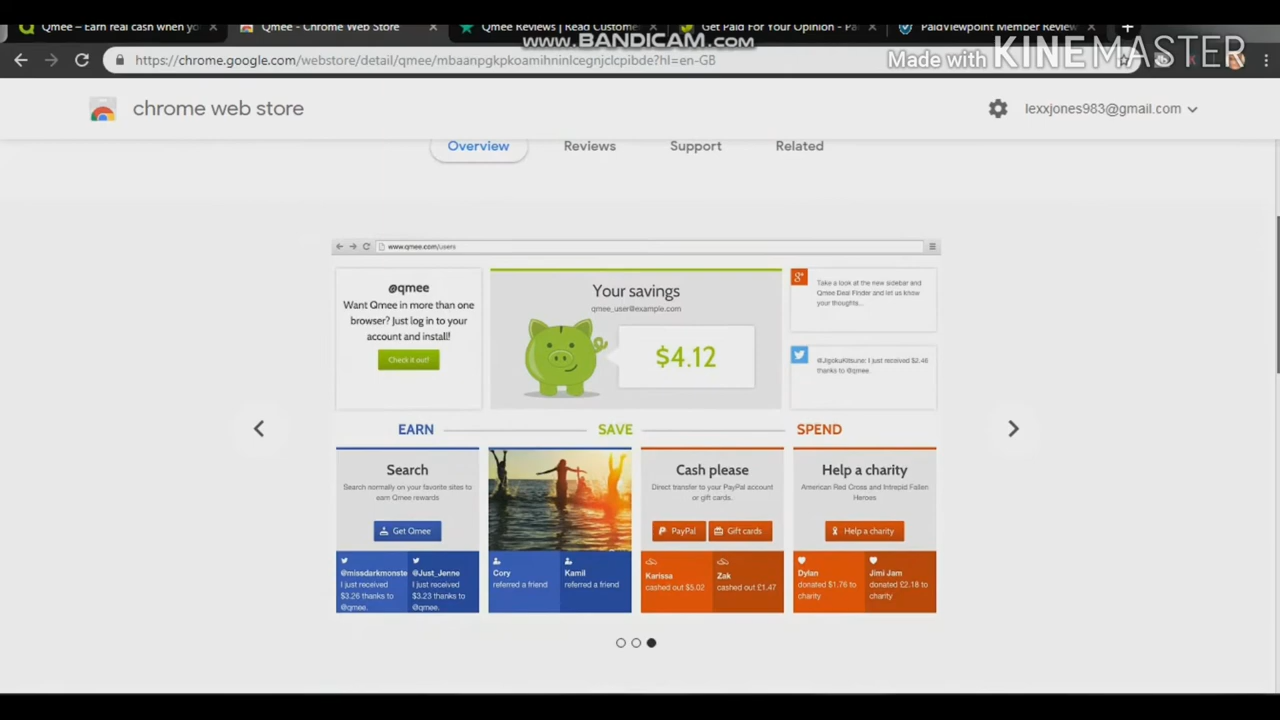 Qmee – Earn real cash when yo
Qmee - Chrome Web Store
Qmee Reviews | Read Custome
Get Paid For Your Opinion - Pa
PaidViewpoint Member Review
www.BANDICAM.com
https://chrome.google.com/webstore/detail/qmee/mbaanpgkpkoamihninlcegnjclcpibde?hl=en-GB
Made with KINEMASTER
chrome web store
lexxjones983@gmail.com
Overview
Reviews
Support
Related
www.qmee.com/users
@qmee
Want Qmee in more than one
browser? Just log in to your
account and install!
Check it out!
Your savings
qmee_user@example.com
$4.12
Take a look at the new sidebar and
Qmee Deal Finder and let us know
your thoughts...
@JigokuKitsune: I just received $2.46
thanks to @qmee.
EARN
SAVE
SPEND
Search
Search normally on your favorite sites to
earn Qmee rewards
Get Qmee
@missdarkmonste
I just received
$3.26 thanks to
@qmee.
@Just_Jenne
I just received
$3.23 thanks to
@qmee.
Cory
referred a friend
Kamil
referred a friend
Cash please
Direct transfer to your PayPal account
or gift cards.
PayPal
Gift cards
Karissa
cashed out $5.02
Zak
cashed out £1.47
Help a charity
American Red Cross and Intrepid Fallen
Heroes
Help a charity
Dylan
donated $1.76 to
charity
Jimi Jam
donated £2.18 to
charity